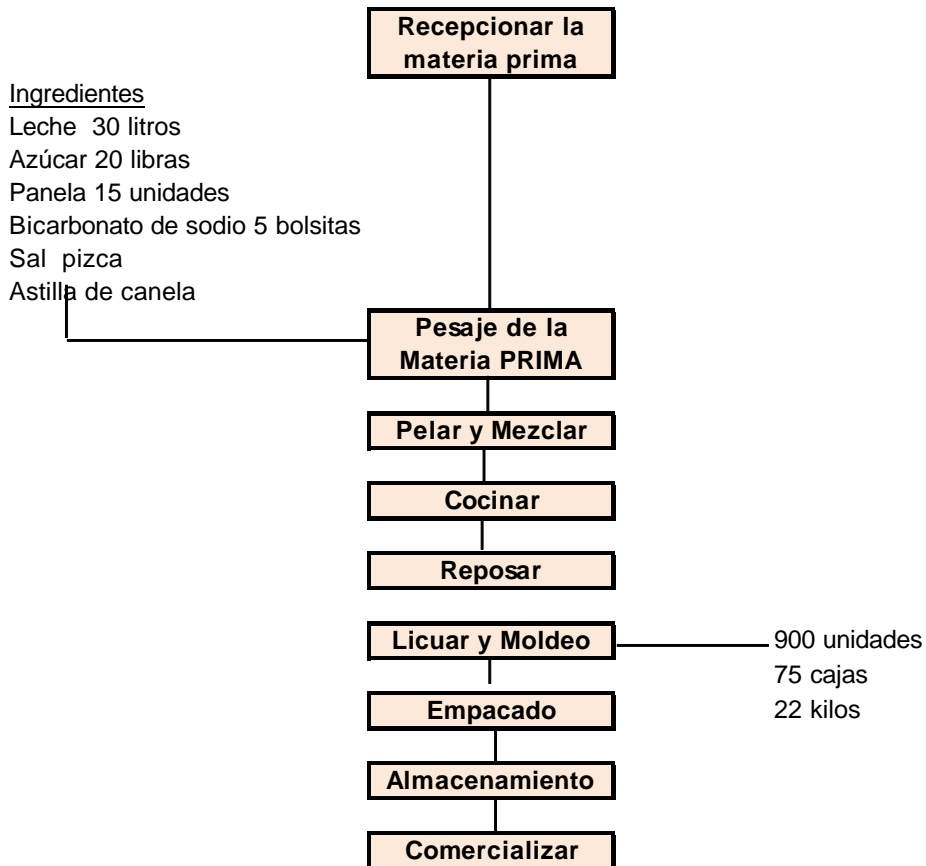 Recepcionar la
materia prima
Ingredientes
Leche 30 litros
Azúcar 20 libras
Panela 15 unidades
Bicarbonato de sodio 5 bolsitas
Sal pizca
Astilla de canela
Pesaje de la
Materia PRIMA
Pelar y Mezclar
Cocinar
Reposar
Licuar y Moldeo
900 unidades
75 cajas
22 kilos
Empacado
Almacenamiento
Comercializar